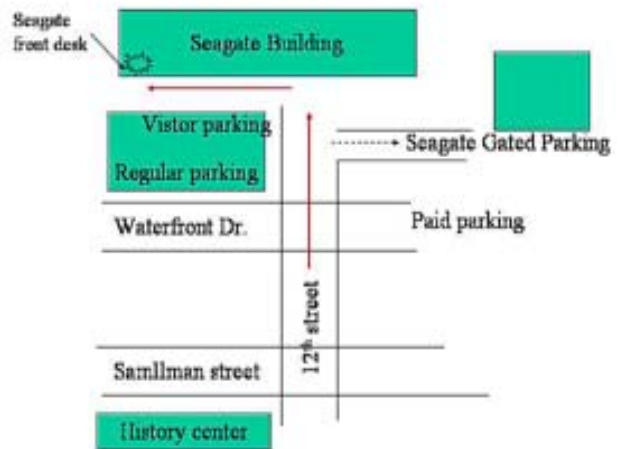 Seagate
front desk
Seagate Building
Vistor parking
Seagate Gated Parking
Regular parking
Waterfront Dr.
Paid parking
12th street
Samllman street
History center